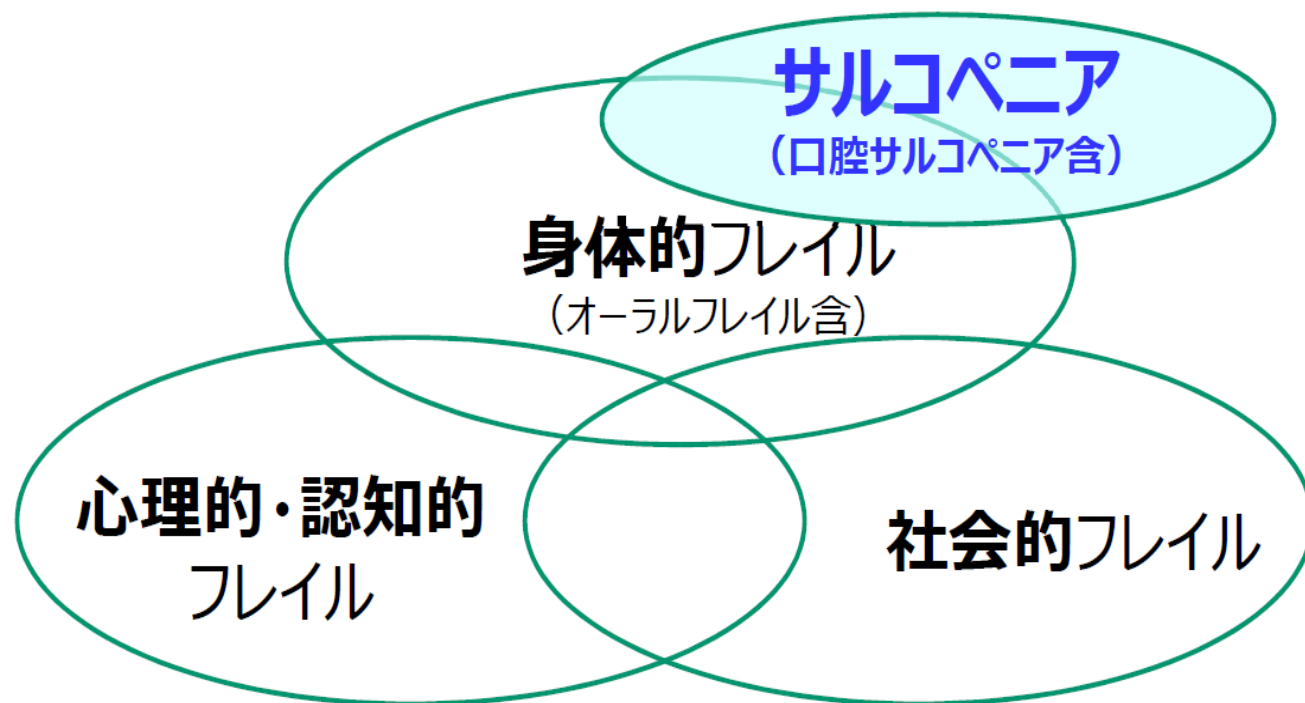 サルコペニア
（口腔サルコペニア含）
身体的フレイル
（オーラルフレイル含）
心理的・認知的
フレイル
社会的フレイル